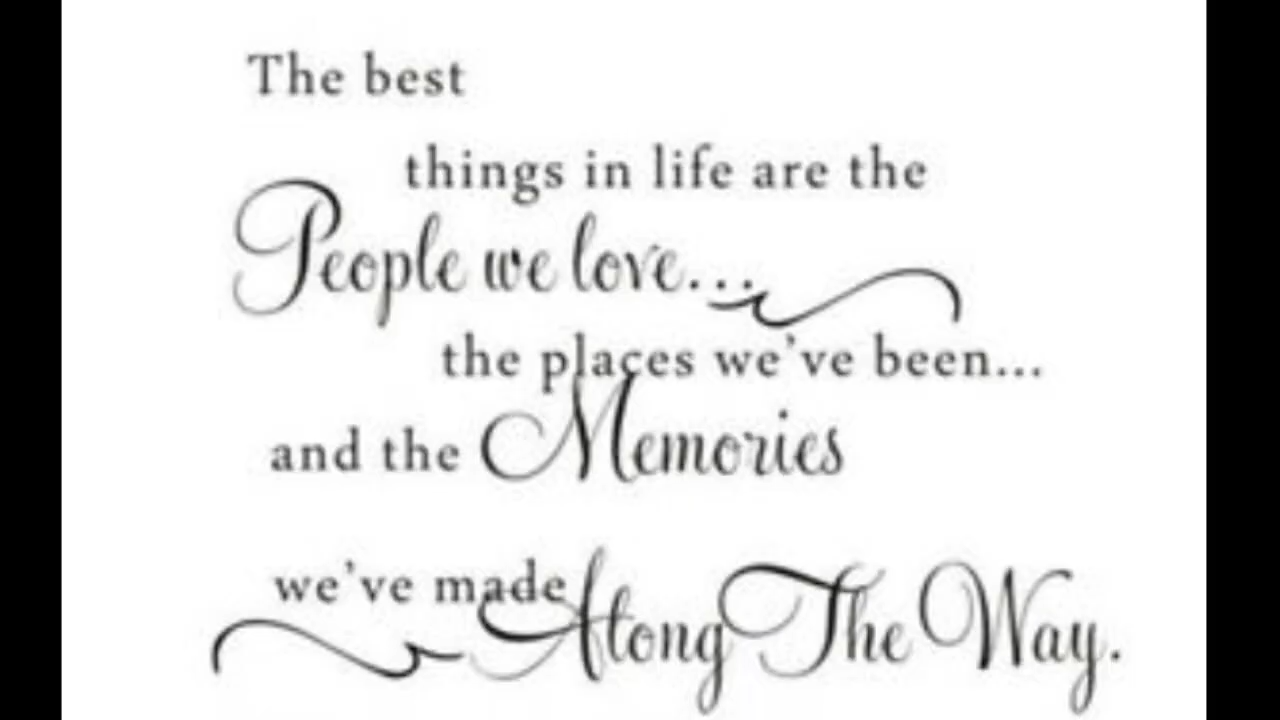 The best
things in life are the
People we love...
the places we've been...
and the Memories
we've made Along The Way.